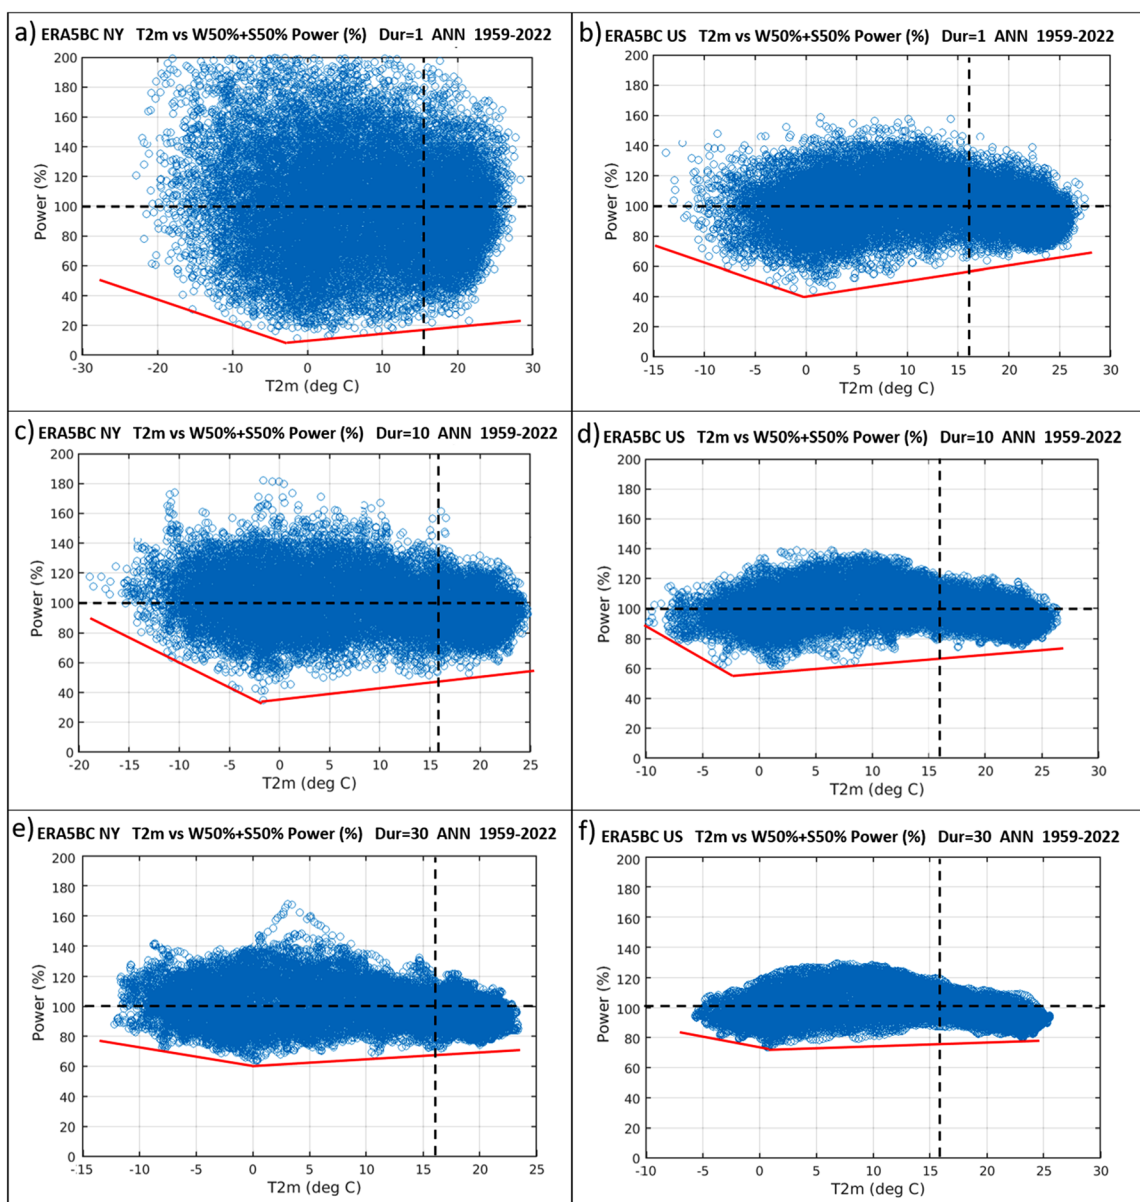 a) ERA5BC NY T2m vs W50%+S50% Power (%) Dur=1 ANN 1959-2022
200
180
160
140
120
100
80
60
40
20
0
Power (%)
-30 -20 -10 0 10 20 30
T2m (deg C)
b) ERA5BC US T2m vs W50%+S50% Power (%) Dur=1 ANN 1959-2022
200
180
160
140
120
100
80
60
40
20
0
Power (%)
-15 -10 -5 0 5 10 15 20 25 30
T2m (deg C)
c) ERA5BC NY T2m vs W50%+S50% Power (%) Dur=10 ANN 1959-2022
200
180
160
140
120
100
80
60
40
20
0
Power (%)
-20 -15 -10 -5 0 5 10 15 20 25
T2m (deg C)
d) ERA5BC US T2m vs W50%+S50% Power (%) Dur=10 ANN 1959-2022
200
180
160
140
120
100
80
60
40
20
0
Power (%)
-10 -5 0 5 10 15 20 25 30
T2m (deg C)
e) ERA5BC NY T2m vs W50%+S50% Power (%) Dur=30 ANN 1959-2022
200
180
160
140
120
100
80
60
40
20
0
Power (%)
-15 -10 -5 0 5 10 15 20 25
T2m (deg C)
f) ERA5BC US T2m vs W50%+S50% Power (%) Dur=30 ANN 1959-2022
200
180
160
140
120
100
80
60
40
20
0
Power (%)
-10 -5 0 5 10 15 20 25 30
T2m (deg C)